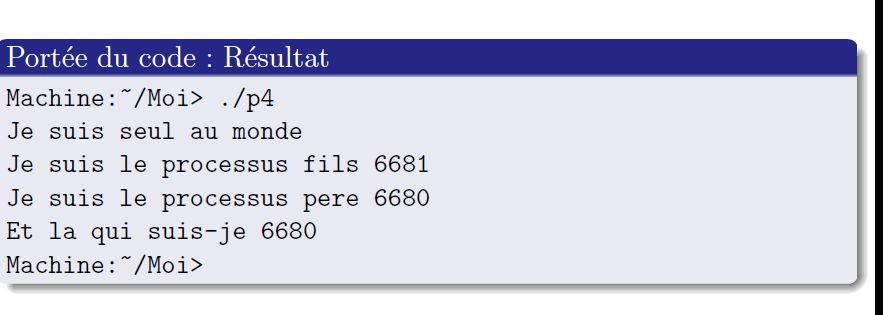 Portée du code : Résultat
Machine:~/Moi> ./p4
Je suis seul au monde
Je suis le processus fils 6681
Je suis le processus pere 6680
Et la qui suis-je 6680
Machine:~/Moi>